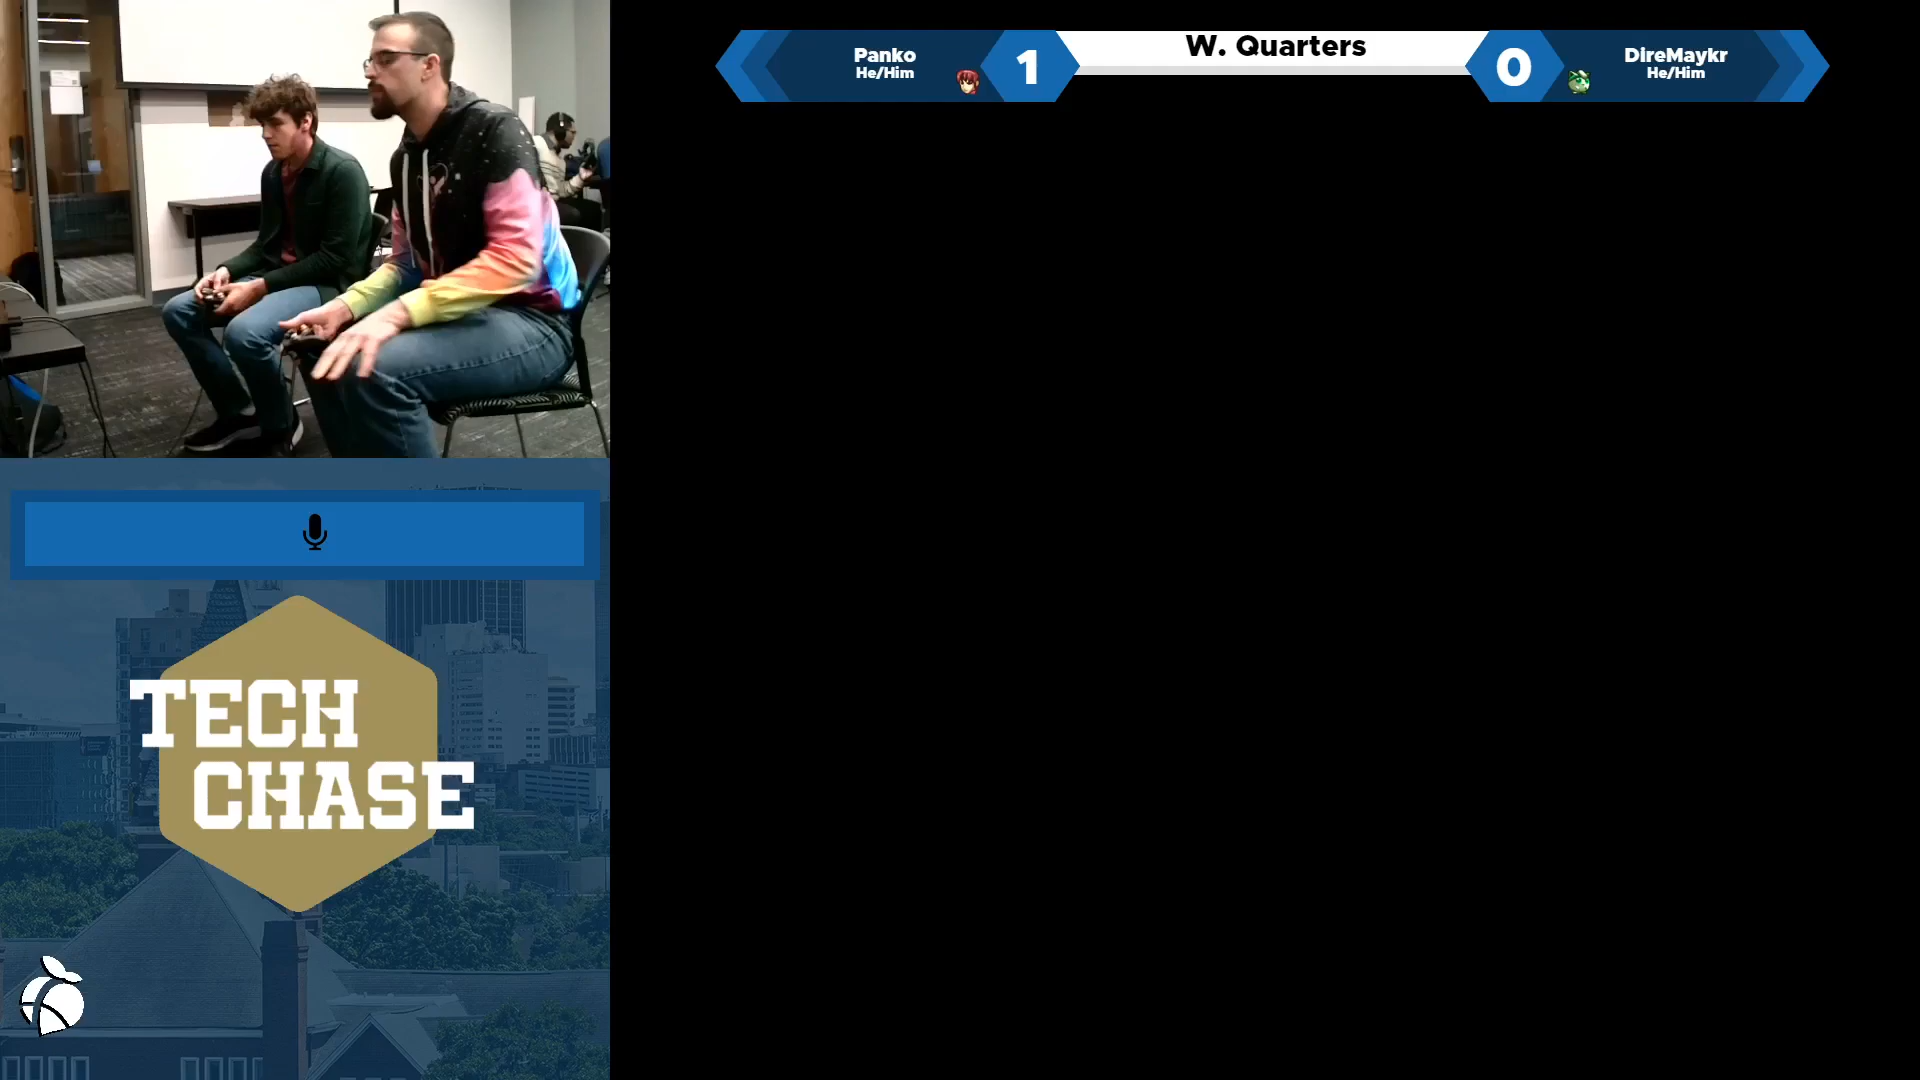 Panko
He/Him
1
W. Quarters
0
DireMaykr
He/Him
TECH
CHASE